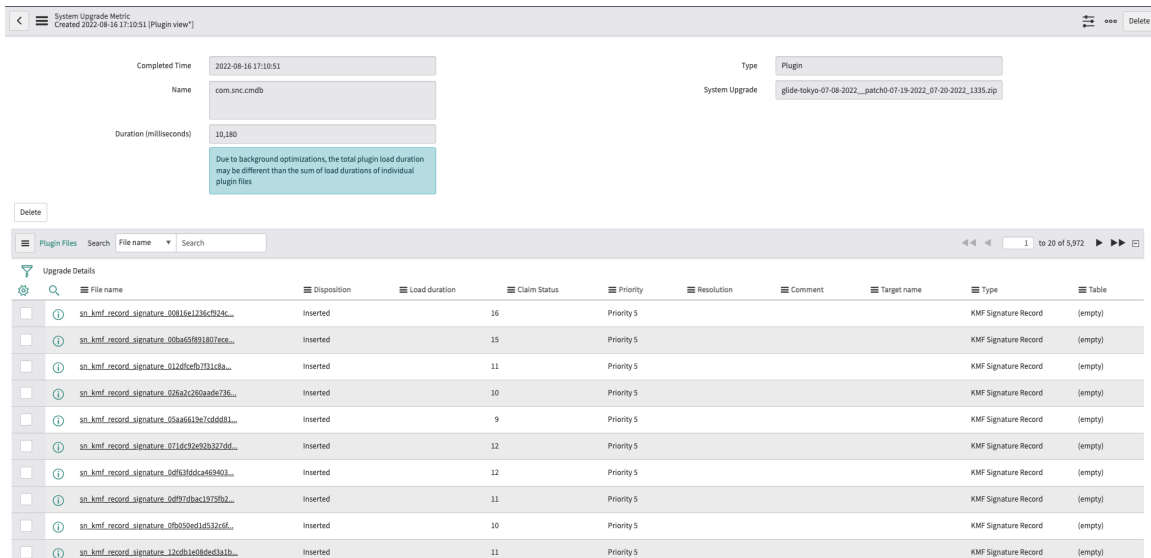 System Upgrade Metric
Created 2022-08-16 17:10:51 [Plugin view*]
Delete
Completed Time 2022-08-16 17:10:51
Type Plugin
Name com.snc.cmdb
System Upgrade glide-tokyo-07-08-2022__patch0-07-19-2022_07-20-2022_1335.zip
Duration (milliseconds) 10,180
Due to background optimizations, the total plugin load duration
may be different than the sum of load durations of individual
plugin files
Delete
Plugin Files Search File name Search 1 to 20 of 5,972
Upgrade Details
File name Disposition Load duration Claim Status Priority Resolution Comment Target name Type Table
sn_kmf_record_signature_00816e1236cf924c... Inserted 16 Priority 5 KMF Signature Record (empty)
sn_kmf_record_signature_00ba65f891807ece... Inserted 15 Priority 5 KMF Signature Record (empty)
sn_kmf_record_signature_012dfcefb7f31c8a... Inserted 11 Priority 5 KMF Signature Record (empty)
sn_kmf_record_signature_026a2c260aade736... Inserted 10 Priority 5 KMF Signature Record (empty)
sn_kmf_record_signature_05aa6619e7cddd81... Inserted 9 Priority 5 KMF Signature Record (empty)
sn_kmf_record_signature_071dc92e92b327dd... Inserted 12 Priority 5 KMF Signature Record (empty)
sn_kmf_record_signature_0df63fddca469403... Inserted 12 Priority 5 KMF Signature Record (empty)
sn_kmf_record_signature_0df97dbac1975fb2... Inserted 11 Priority 5 KMF Signature Record (empty)
sn_kmf_record_signature_0fb050ed1d532c6f... Inserted 10 Priority 5 KMF Signature Record (empty)
sn_kmf_record_signature_12cdb1e08ded3a1b... Inserted 11 Priority 5 KMF Signature Record (empty)